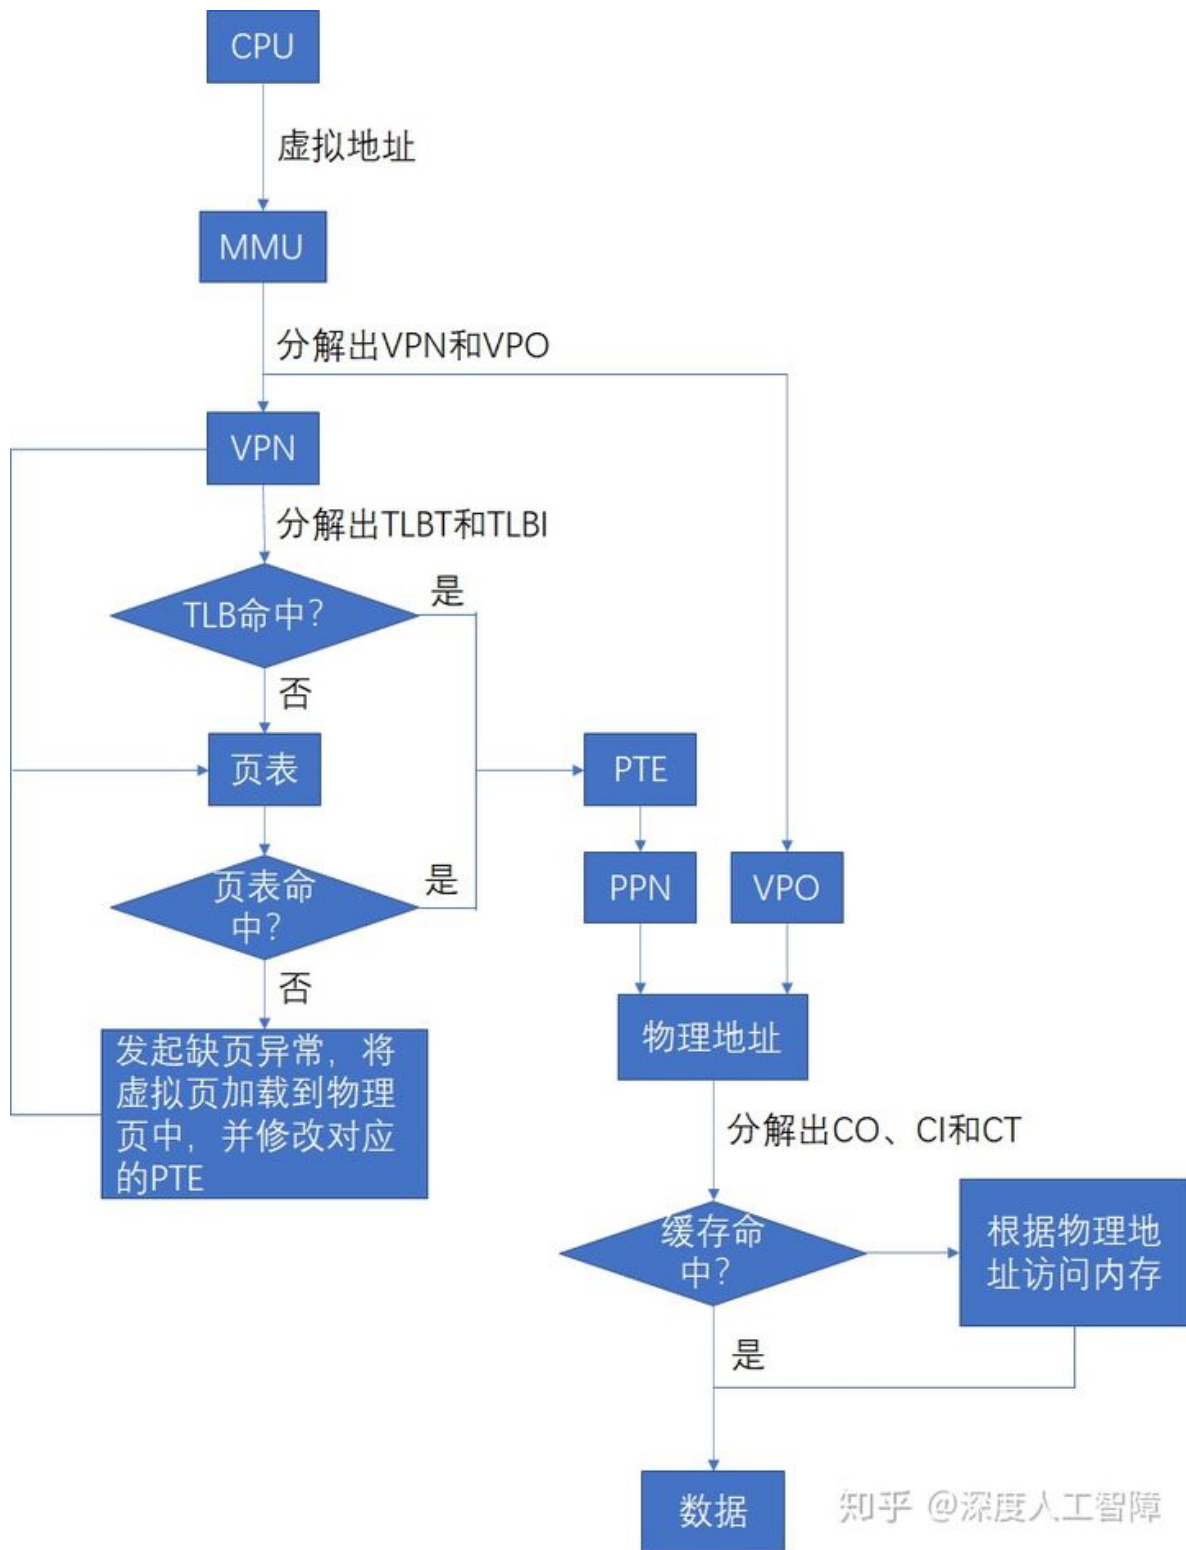 CPU
虚拟地址
MMU
分解出VPN和VPO
VPN
分解出TLBT和TLBI
TLB命中?
是
否
页表
PTE
页表命
中?
是
PPN
VPO
否
物理地址
发起缺页异常，将
虚拟页加载到物理
页中，并修改对应
的PTE
分解出CO、CI和CT
缓存命
中?
根据物理地
址访问内存
是
数据
知乎 @深度人工智障